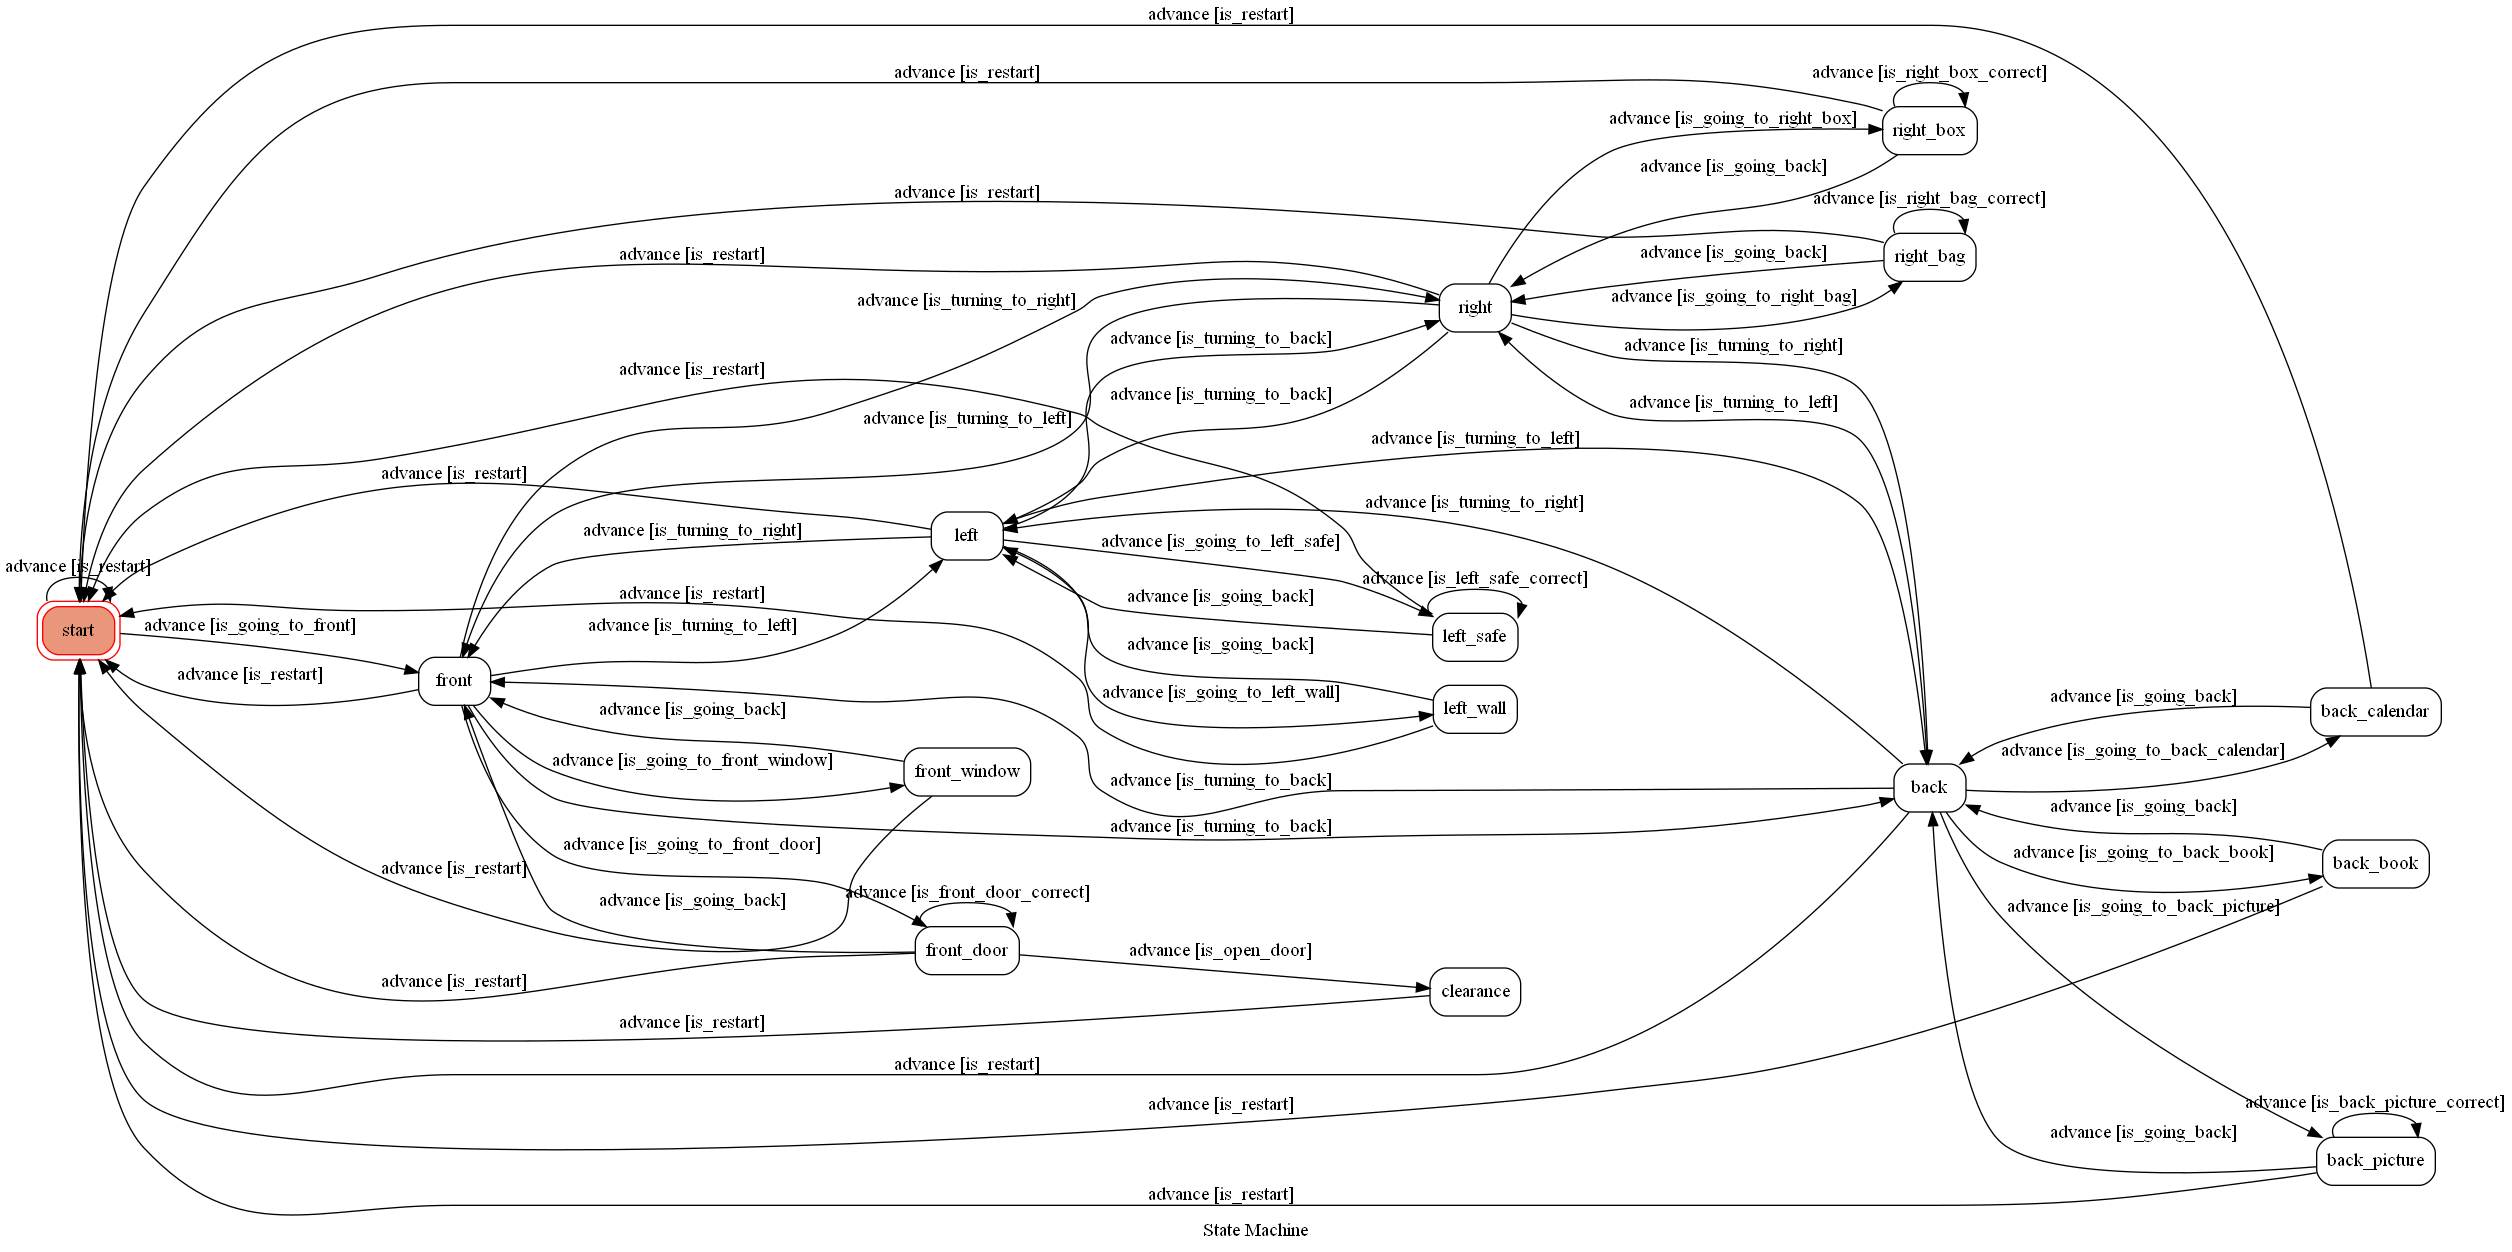 advance [is_restart]
advance [is_restart]
advance [is_right_box_correct]
advance [is_going_to_right_box]
right_box
advance [is_going_back]
advance [is_restart]
advance [is_right_bag_correct]
advance [is_restart]
advance [is_going_back]
right_bag
advance [is_turning_to_right]
advance [is_going_to_right_bag]
right
advance [is_turning_to_back]
advance [is_turning_to_right]
advance [is_restart]
advance [is_turning_to_back]
advance [is_turning_to_left]
advance [is_turning_to_left]
advance [is_turning_to_left]
advance [is_restart]
advance [is_turning_to_right]
advance [is_turning_to_right]
left
advance [is_going_to_left_safe]
advance [is_restart]
advance [is_left_safe_correct]
advance [is_restart]
advance [is_going_back]
start
advance [is_going_to_front]
advance [is_turning_to_left]
left_safe
advance [is_going_back]
advance [is_restart]
front
advance [is_going_to_left_wall]
advance [is_going_back]
left_wall
advance [is_going_back]
back_calendar
advance [is_going_to_back_calendar]
advance [is_going_to_front_window]
front_window
advance [is_turning_to_back]
back
advance [is_going_back]
advance [is_turning_to_back]
advance [is_going_to_front_door]
advance [is_going_to_back_book]
back_book
advance [is_restart]
advance [is_front_door_correct]
advance [is_going_back]
advance [is_going_to_back_picture]
front_door
advance [is_open_door]
advance [is_restart]
clearance
advance [is_restart]
advance [is_restart]
advance [is_restart]
advance [is_back_picture_correct]
advance [is_going_back]
back_picture
advance [is_restart]
State Machine